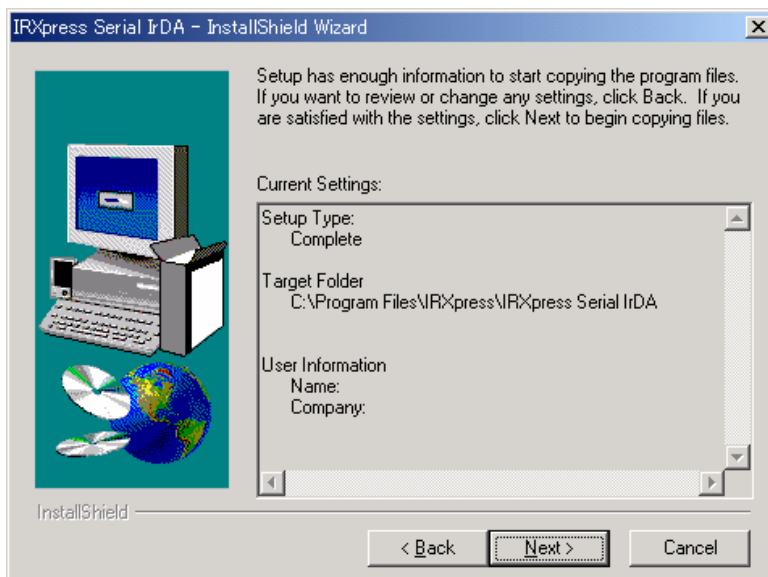 IRXpress Serial IrDA - InstallShield Wizard
Setup has enough information to start copying the program files.
If you want to review or change any settings, click Back. If you
are satisfied with the settings, click Next to begin copying files.
Current Settings:
Setup Type:
Complete
Target Folder
C:\Program Files\IRXpress\IRXpress Serial IrDA
User Information
Name:
Company:
InstallShield
< Back
Next >
Cancel